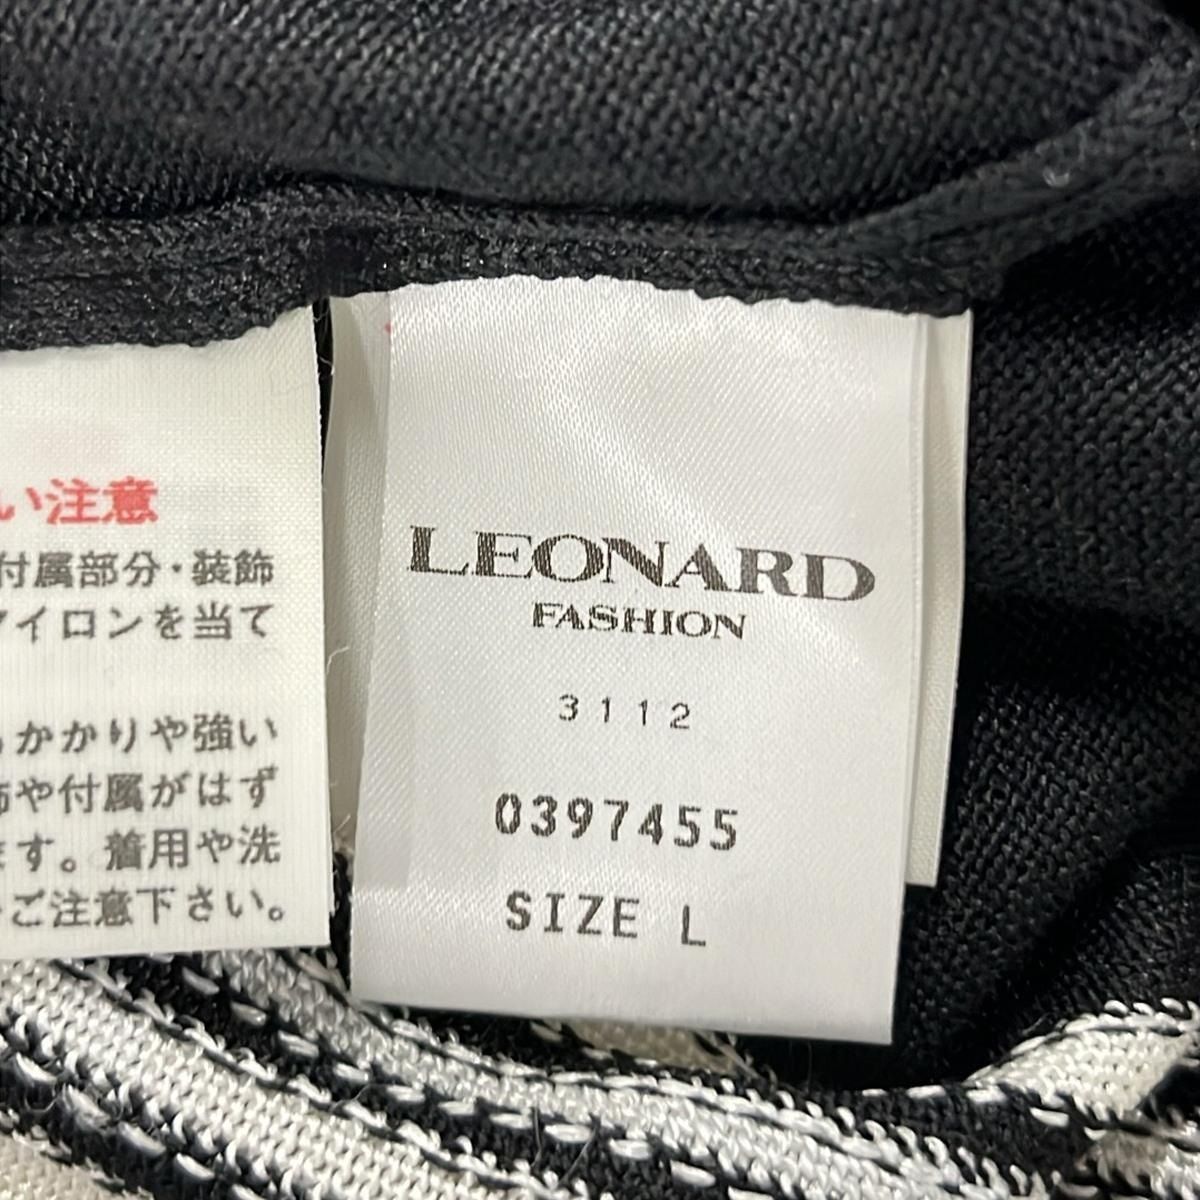 い注意
付属部分・装飾
アイロンを当て
かかりや強い
飾や付属がはず
ます。着用や洗
ご注意下さい。
LEONARD
FASHION
3112
0397455
SIZE L